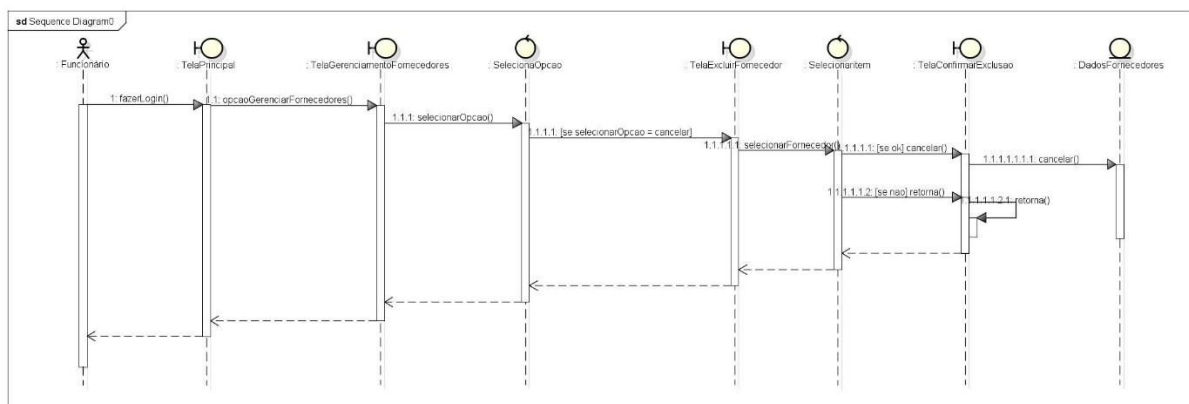 sd Sequence Diagram0
: Funcionário
: TelaPrincipal
: TelaGerenciamentoFornecedores
: SelecionaOpcao
: TelaExcluirFornecedor
: SelecionarItem
: TelaConfirmarExclusao
: DadosFornecedores
1: fazerLogin()
1.1: opcaoGerenciarFornecedores()
1.1.1: selecionarOpcao()
1.1.1.1: [se selecionarOpcao = cancelar]
1.1.1.1.1: selecionarFornecedor()
1.1.1.1.1: [se ok] cancelar()
1.1.1.1.1.1.1: cancelar()
1.1.1.1.1.2: [se nao] retorna()
1.1.1.1.2.1: retorna()